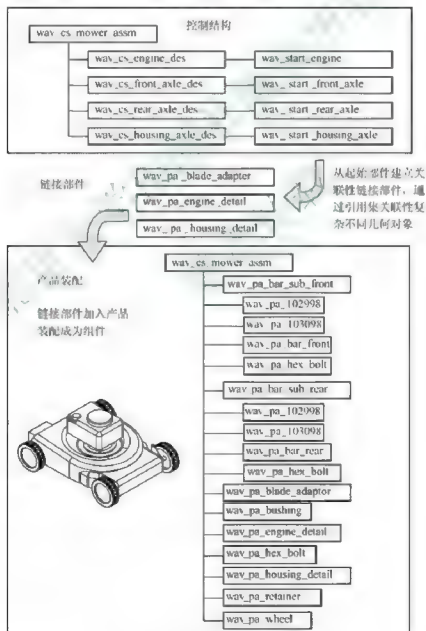 控制结构
wav_cs_mower_assm
wav_cs_engine_des
wav_start_engine
wav_cs_front_axle_des
wav_start_front_axle
wav_cs_rear_axle_des
wav_start_rear_axle
wav_cs_housing_axle_des
wav_start_housing_axle
链接部件
wav_pa_blade_adapter
wav_pa_engine_detail
wav_pa_housing_detail
从起始部件建立关
联性链接部件,通
过引用集关联性复
杂不同几何对象
产品装配
链接部件加入产品
装配成为组件
wav_cs_mower_assm
wav_pa_bar_sub_front
wav_pa_102998
wav_pa_103098
wav_pa_bar_front
wav_pa_hex_bolt
wav_pa_bar_sub_rear
wav_pa_102998
wav_pa_103098
wav_pa_bar_rear
wav_pa_hex_bolt
wav_pa_blade_adaptor
wav_pa_bushing
wav_pa_engine_detail
wav_pa_hex_bolt
wav_pa_housing_detail
wav_pa_retainer
wav_pa_wheel